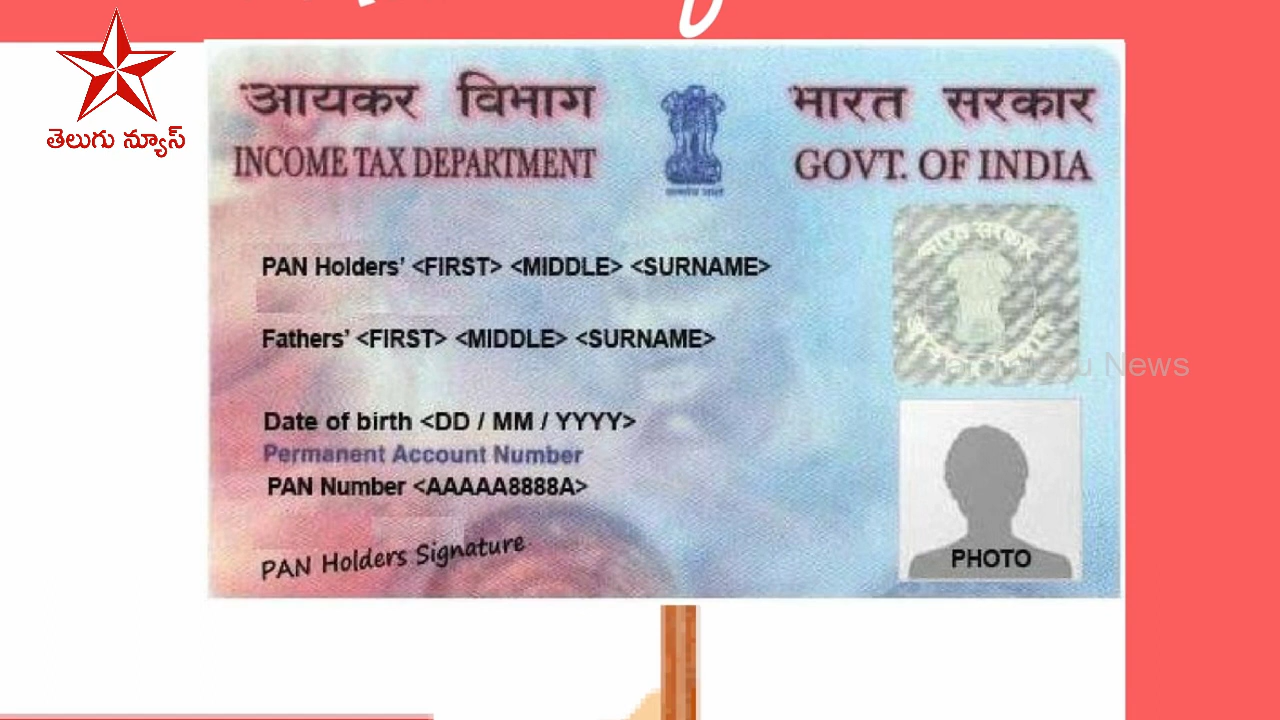 తెలుగు న్యూస్
आयकर विभाग
भारत सरकार
INCOME TAX DEPARTMENT
GOVT. OF INDIA
PAN Holders' <FIRST> <MIDDLE> <SURNAME>
Fathers' <FIRST> <MIDDLE> <SURNAME>
News
Date of birth <DD / MM / YYYY>
Permanent Account Number
PAN Number <AAAAA8888A>
PAN Holders Signature
PHOTO